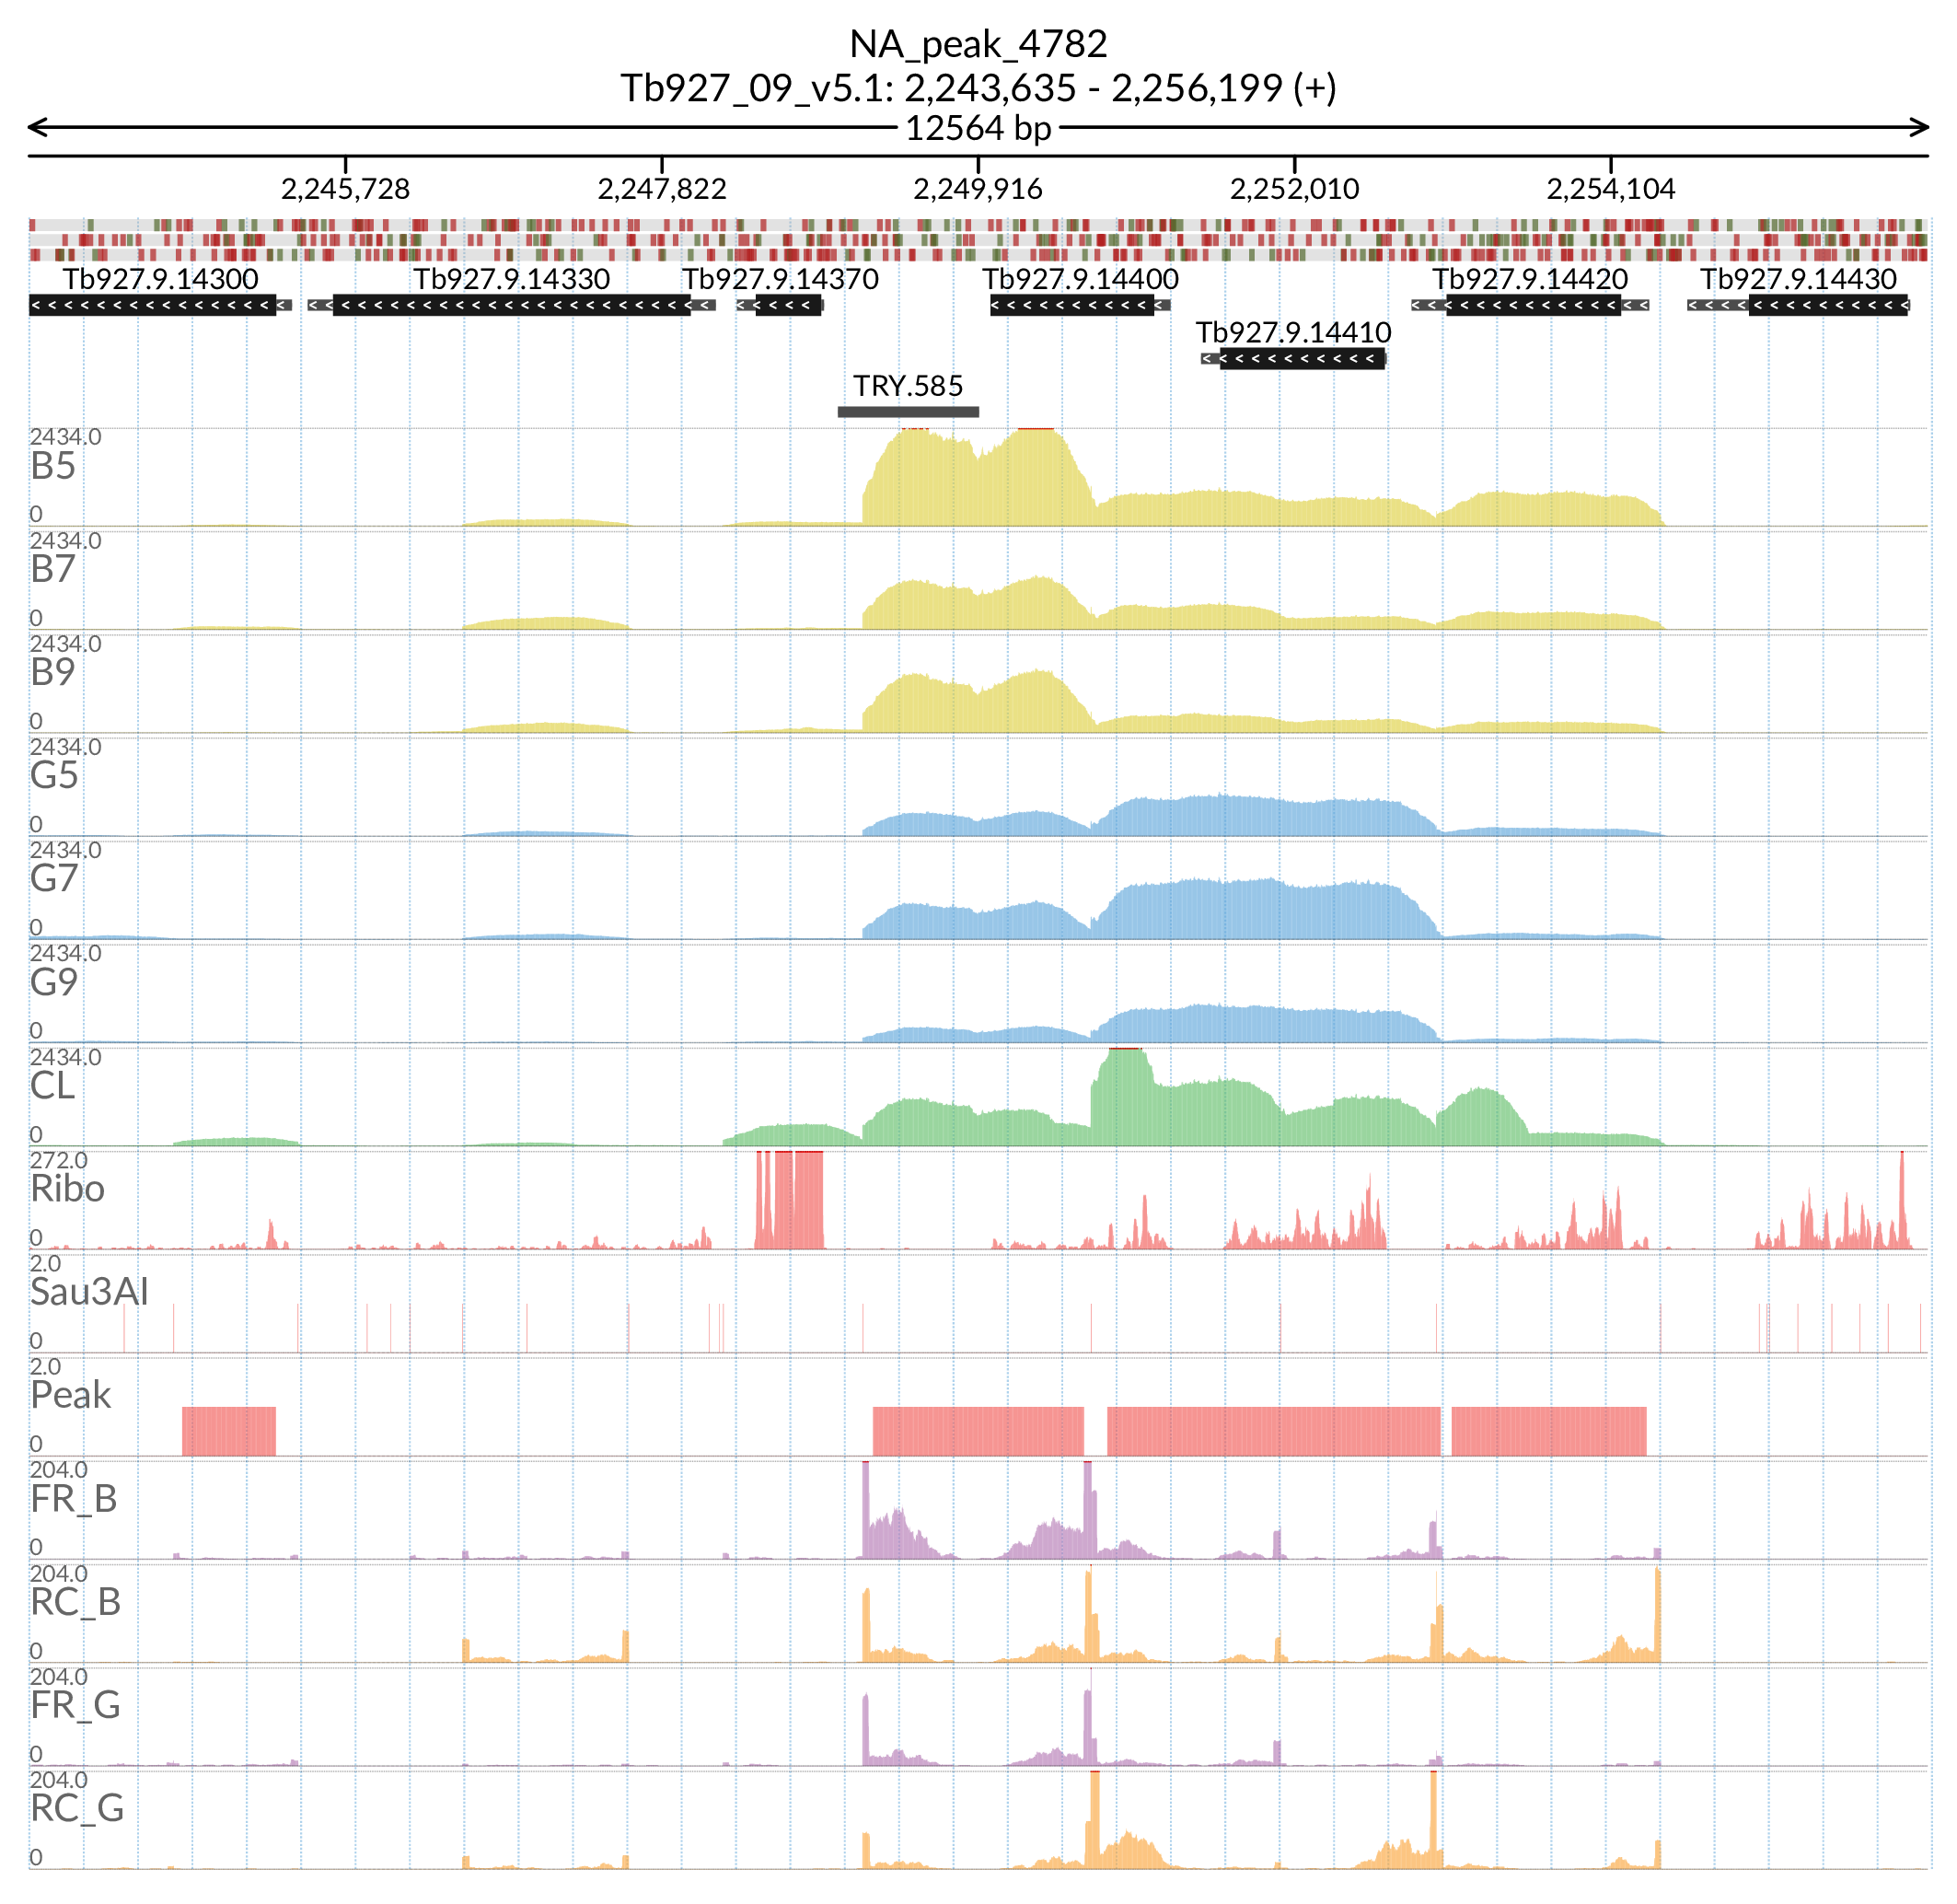 NA_peak_4782
Tb927_09_v5.1: 2,243,635 - 2,256,199 (+)
12564 bp
2,245,728 2,247,822 2,249,916 2,252,010 2,254,104
Tb927.9.14300 Tb927.9.14330 Tb927.9.14370 Tb927.9.14400 Tb927.9.14420 Tb927.9.14430
Tb927.9.14410
TRY.585
2434.0
B5
0
2434.0
B7
0
2434.0
B9
0
2434.0
G5
0
2434.0
G7
0
2434.0
G9
0
2434.0
CL
0
272.0
Ribo
0
2.0
Sau3AI
0
2.0
Peak
0
204.0
FR_B
0
204.0
RC_B
0
204.0
FR_G
0
204.0
RC_G
0